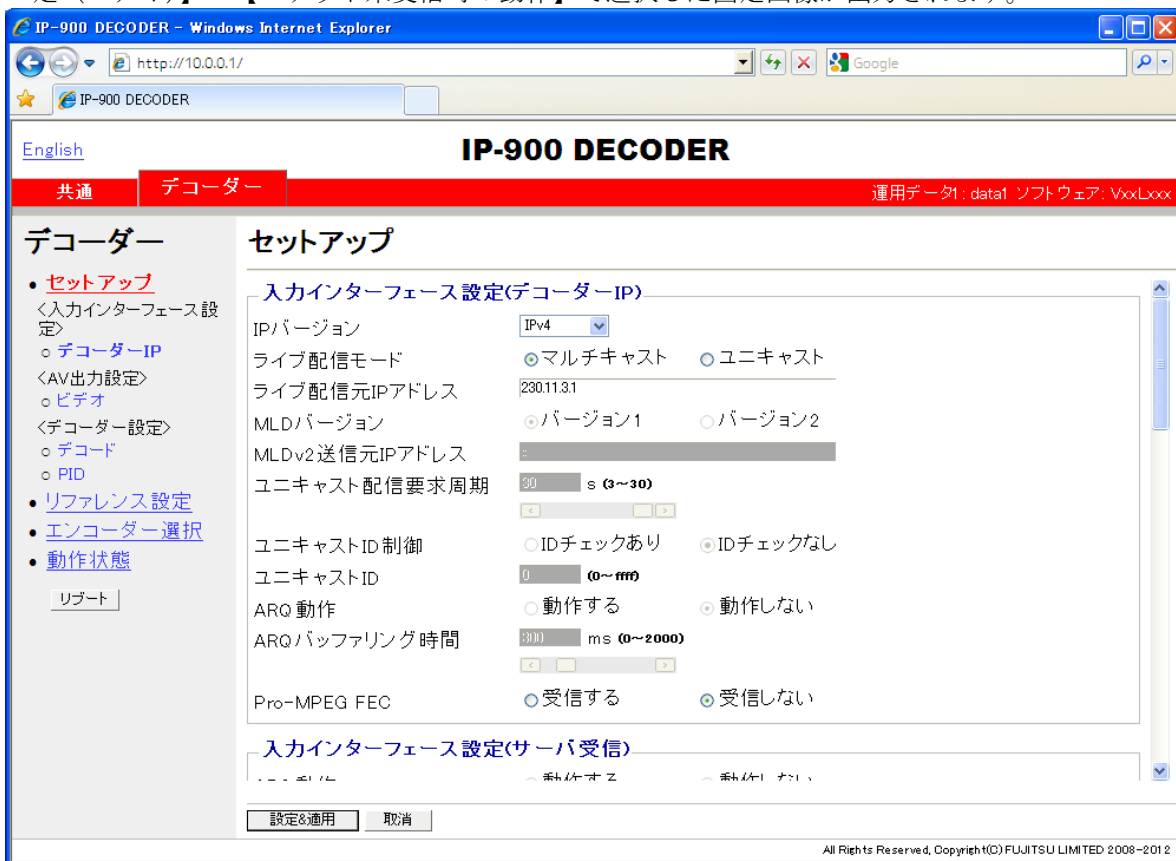 IP-900 DECODER - Windows Internet Explorer
http://10.0.0.1/
Google
IP-900 DECODER
English
IP-900 DECODER
共通
デコーダー
運用データ1: data1 ソフトウェア: VxxLxxx
デコーダー
セットアップ
• セットアップ
<入力インターフェース設
定>
○ デコーダーIP
<AV出力設定>
○ ビデオ
<デコーダー設定>
○ デコード
○ PID
• リファレンス設定
• エンコーダー選択
• 動作状態
リブート
入力インターフェース設定(デコーダーIP)
IPバージョン IPv4
ライブ配信モード マルチキャスト ユニキャスト
ライブ配信元IPアドレス 230.11.3.1
MLDバージョン バージョン1 バージョン2
MLDv2送信元IPアドレス ::
ユニキャスト配信要求周期 30 s (3~30)
ユニキャストID制御 IDチェックあり IDチェックなし
ユニキャストID 0 (0~ffff)
ARQ動作 動作する 動作しない
ARQバッファリング時間 300 ms (0~2000)
Pro-MPEG FEC 受信する 受信しない
入力インターフェース設定(サーバ受信)
設定&適用 取消
All Rights Reserved, Copyright(C) FUJITSU LIMITED 2008-2012